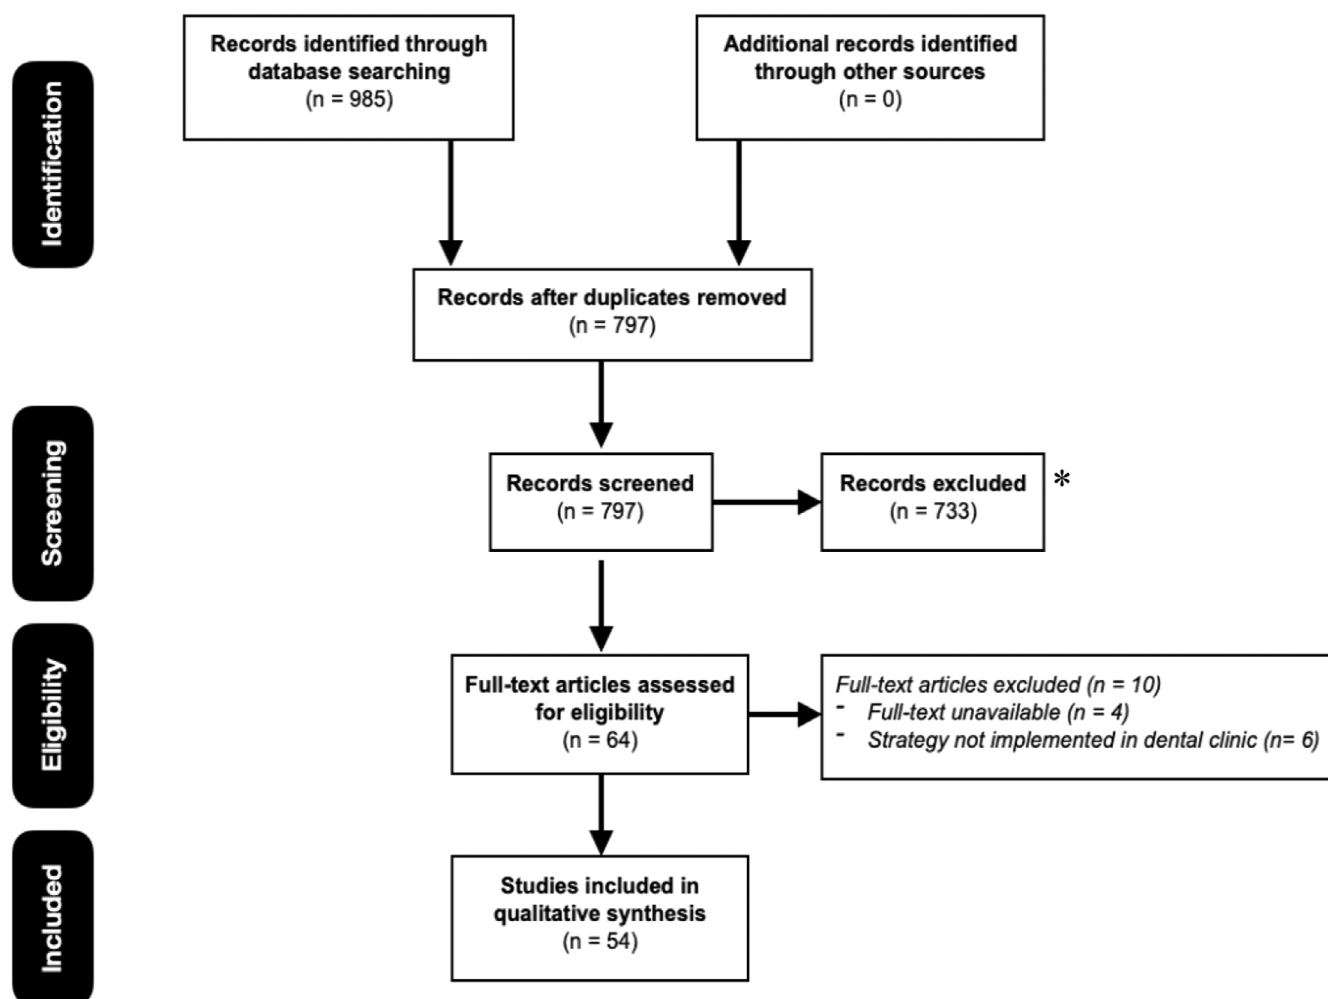 Identification
Records identified through
database searching
(n = 985)
Additional records identified
through other sources
(n = 0)
Records after duplicates removed
(n = 797)
Screening
Records screened
(n = 797)
Records excluded
(n = 733)
*
Eligibility
Full-text articles assessed
for eligibility
(n = 64)
Full-text articles excluded (n = 10)
- Full-text unavailable (n = 4)
- Strategy not implemented in dental clinic (n= 6)
Included
Studies included in
qualitative synthesis
(n = 54)